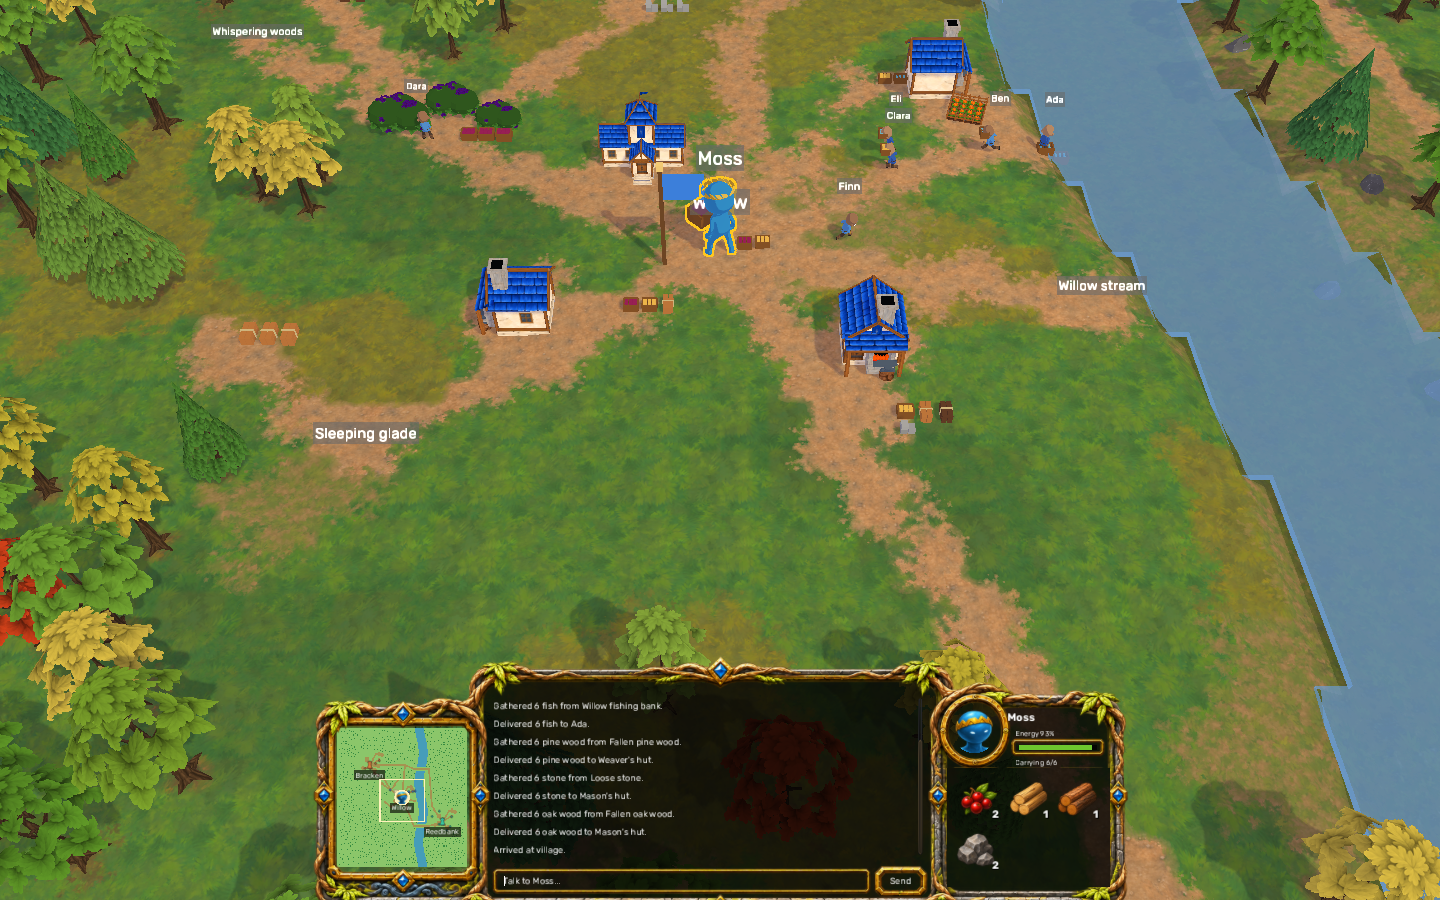 Whispering woods
Dara
Eli
Ben
Ada
Clara
Moss
Finn
Willow stream
Sleeping glade
Gathered 6 fish from Willow fishing bank.
Delivered 6 fish to Ada.
Gathered 6 pine wood from Fallen pine wood.
Delivered 6 pine wood to Weaver's hut.
Gathered 6 stone from Loose stone.
Delivered 6 stone to Mason's hut.
Gathered 6 oak wood from Fallen oak wood.
Delivered 6 oak wood to Mason's hut.
Arrived at village.
Talk to Moss...
Send
Bracken
Willow
Reedbank
Moss
Energy 93%
Carrying 6/6
2
1
1
2